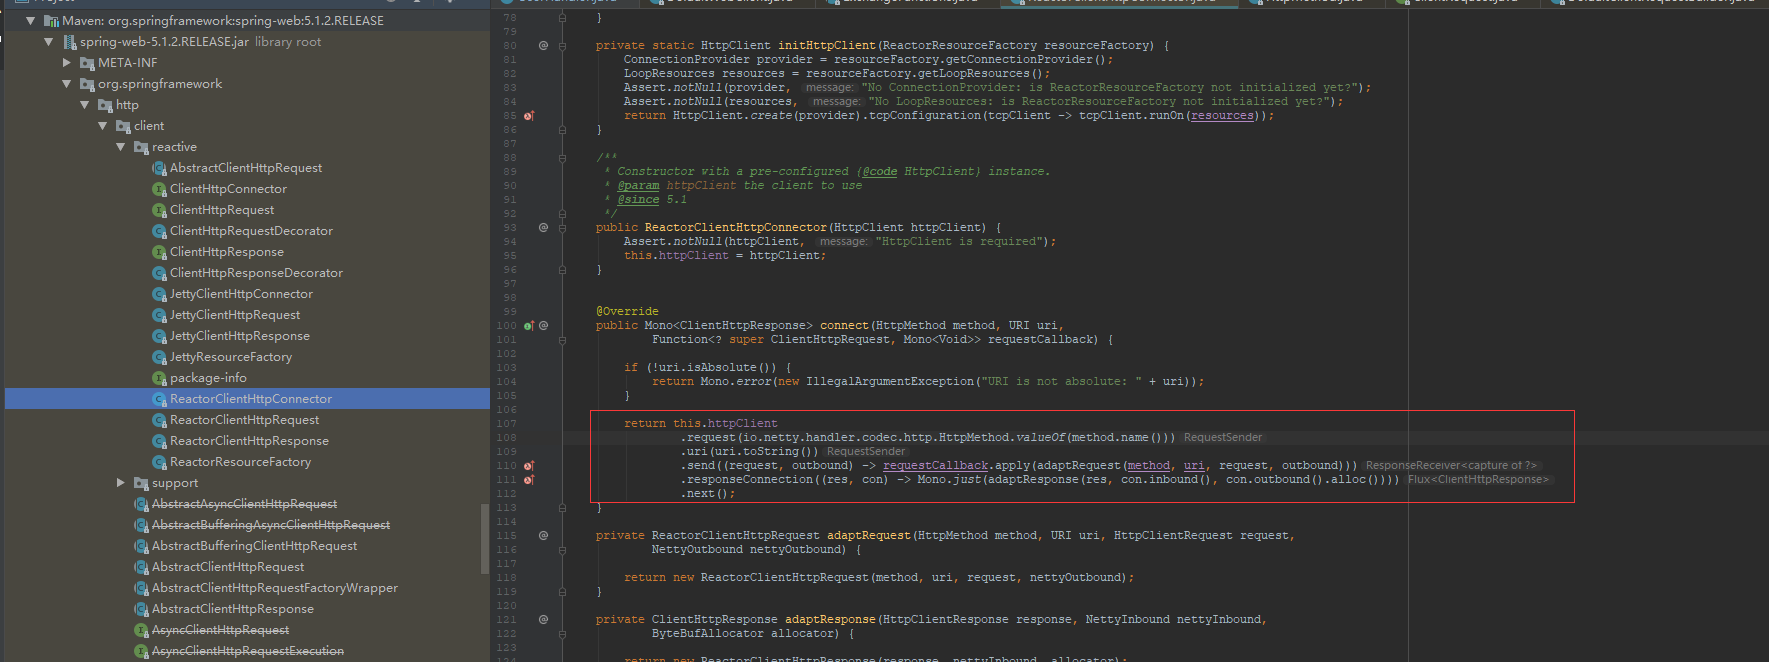 Maven: org.springframework:spring-web:5.1.2.RELEASE
spring-web-5.1.2.RELEASE.jar library root
META-INF
org.springframework
http
client
reactive
AbstractClientHttpRequest
ClientHttpConnector
ClientHttpRequest
ClientHttpRequestDecorator
ClientHttpResponse
ClientHttpResponseDecorator
JettyClientHttpConnector
JettyClientHttpRequest
JettyClientHttpResponse
JettyResourceFactory
package-info
ReactorClientHttpConnector
ReactorClientHttpRequest
ReactorClientHttpResponse
ReactorResourceFactory
support
AbstractAsyncClientHttpRequest
AbstractBufferingAsyncClientHttpRequest
AbstractBufferingClientHttpRequest
AbstractClientHttpRequest
AbstractClientHttpRequestFactoryWrapper
AbstractClientHttpResponse
AsyncClientHttpRequest
AsyncClientHttpRequestExecution
78 }
79
80 @ private static HttpClient initHttpClient(ReactorResourceFactory resourceFactory) {
81 ConnectionProvider provider = resourceFactory.getConnectionProvider();
82 LoopResources resources = resourceFactory.getLoopResources();
83 Assert.notNull(provider, message: "No ConnectionProvider: is ReactorResourceFactory not initialized yet?");
84 Assert.notNull(resources, message: "No LoopResources: is ReactorResourceFactory not initialized yet?");
85 return HttpClient.create(provider).tcpConfiguration(tcpClient -> tcpClient.runOn(resources));
86 }
87
88 /**
89 * Constructor with a pre-configured {@code HttpClient} instance.
90 * @param httpClient the client to use
91 * @since 5.1
92 */
93 @ public ReactorClientHttpConnector(HttpClient httpClient) {
94 Assert.notNull(httpClient, message: "HttpClient is required");
95 this.httpClient = httpClient;
96 }
97
98
99 @Override
100 @ public Mono<ClientHttpResponse> connect(HttpMethod method, URI uri,
101 Function<? super ClientHttpRequest, Mono<Void>> requestCallback) {
102
103 if (!uri.isAbsolute()) {
104 return Mono.error(new IllegalArgumentException("URI is not absolute: " + uri));
105 }
106
107 return this.httpClient
108 .request(io.netty.handler.codec.http.HttpMethod.valueOf(method.name())) RequestSender
109 .uri(uri.toString()) RequestSender
110 .send((request, outbound) -> requestCallback.apply(adaptRequest(method, uri, request, outbound))) ResponseReceiver<capture of ?>
111 .responseConnection((res, con) -> Mono.just(adaptResponse(res, con.inbound(), con.outbound().alloc()))) Flux<ClientHttpResponse>
112 .next();
113 }
114
115 @ private ReactorClientHttpRequest adaptRequest(HttpMethod method, URI uri, HttpClientRequest request,
116 NettyOutbound nettyOutbound) {
117
118 return new ReactorClientHttpRequest(method, uri, request, nettyOutbound);
119 }
120
121 @ private ClientHttpResponse adaptResponse(HttpClientResponse response, NettyInbound nettyInbound,
122 ByteBufAllocator allocator) {
123
124 return new ReactorClientHttpResponse(response, nettyInbound, allocator);